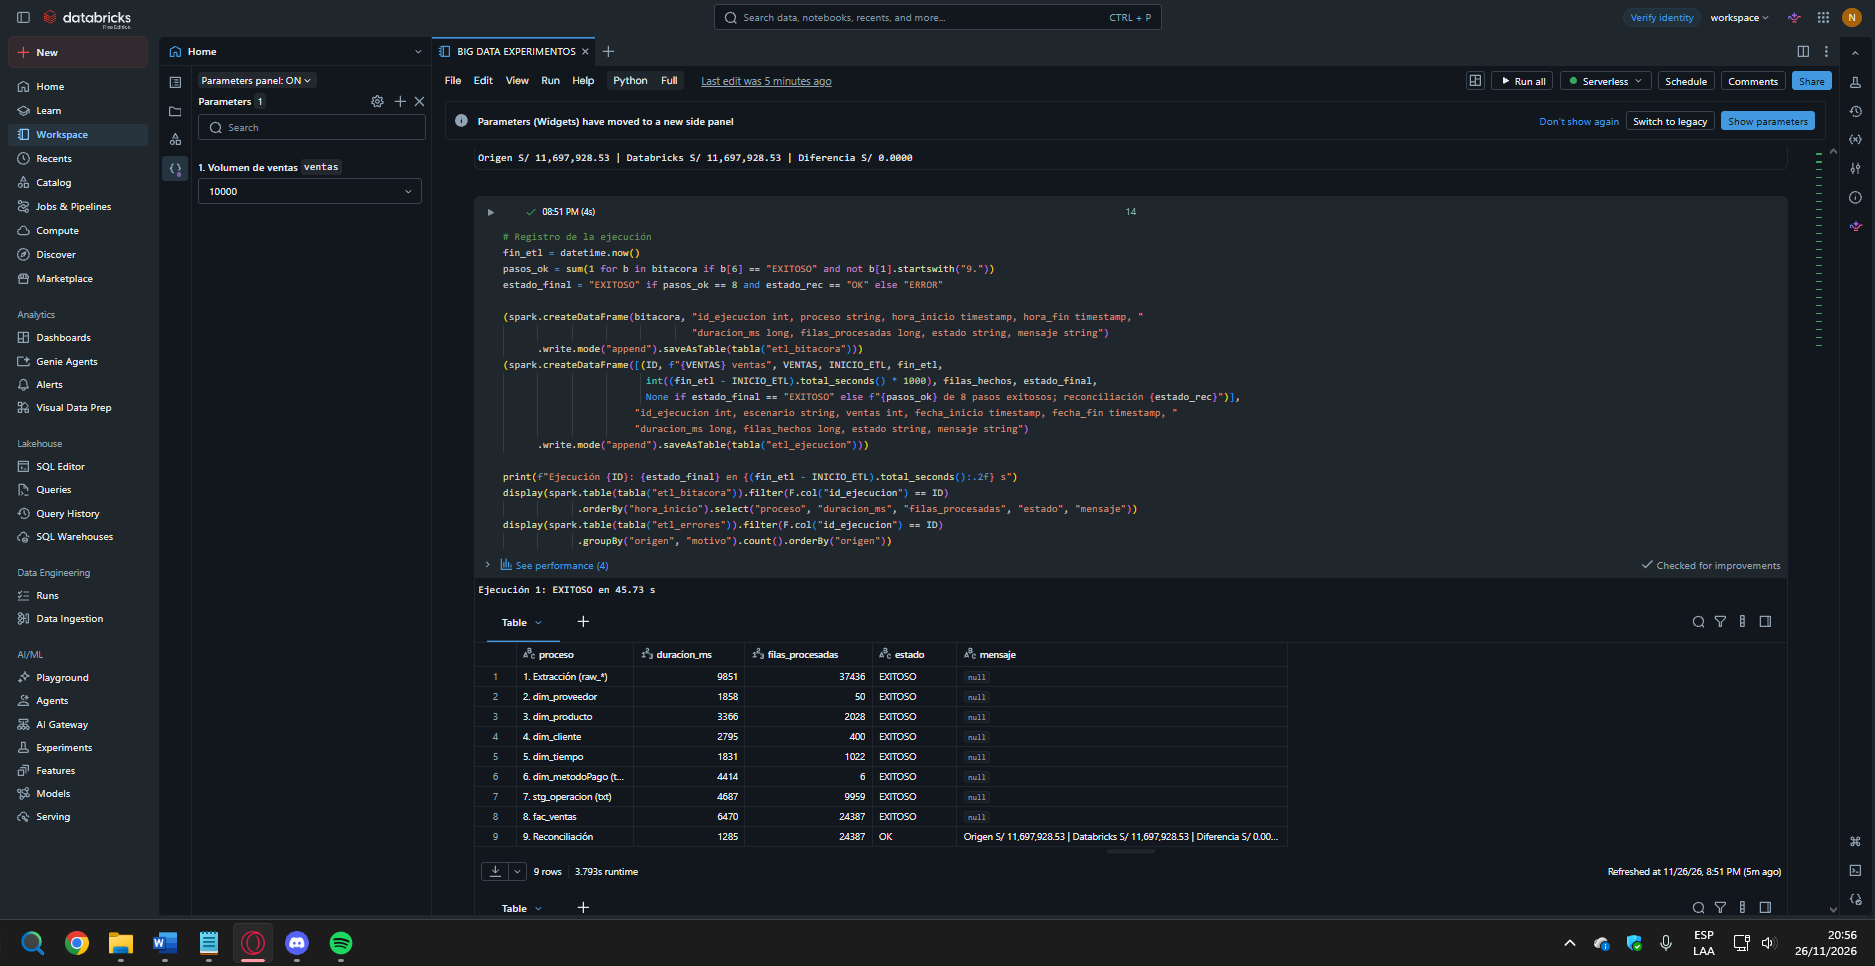 databricks
Free Edition
Search data, notebooks, recents, and more...
CTRL + P
Verify identity
workspace
N
New
Home
Learn
Workspace
Recents
Catalog
Jobs & Pipelines
Compute
Discover
Marketplace
Analytics
Dashboards
Genie Agents
Alerts
Visual Data Prep
Lakehouse
SQL Editor
Queries
Query History
SQL Warehouses
Data Engineering
Runs
Data Ingestion
AI/ML
Playground
Agents
AI Gateway
Experiments
Features
Models
Serving
Home
Parameters panel: ON
Parameters 1
Search
1. Volumen de ventas ventas
10000
BIG DATA EXPERIMENTOS
File Edit View Run Help Python Full Last edit was 5 minutes ago
Run all Serverless Schedule Comments Share
Parameters (Widgets) have moved to a new side panel
Don't show again Switch to legacy Show parameters
Origen S/ 11,697,928.53 | Databricks S/ 11,697,928.53 | Diferencia S/ 0.0000
08:51 PM (4s)
14
# Registro de la ejecución
fin_etl = datetime.now()
pasos_ok = sum(1 for b in bitacora if b[6] == "EXITOSO" and not b[1].startswith("9."))
estado_final = "EXITOSO" if pasos_ok == 8 and estado_rec == "OK" else "ERROR"
(spark.createDataFrame(bitacora, "id_ejecucion int, proceso string, hora_inicio timestamp, hora_fin timestamp, "
"duracion_ms long, filas_procesadas long, estado string, mensaje string")
.write.mode("append").saveAsTable(tabla("etl_bitacora")))
(spark.createDataFrame([(ID, f"{VENTAS} ventas", VENTAS, INICIO_ETL, fin_etl,
int((fin_etl - INICIO_ETL).total_seconds() * 1000), filas_hechos, estado_final,
None if estado_final == "EXITOSO" else f"{pasos_ok} de 8 pasos exitosos; reconciliación {estado_rec}")],
"id_ejecucion int, escenario string, ventas int, fecha_inicio timestamp, fecha_fin timestamp, "
"duracion_ms long, filas_hechos long, estado string, mensaje string")
.write.mode("append").saveAsTable(tabla("etl_ejecucion")))
print(f"Ejecución {ID}: {estado_final} en {(fin_etl - INICIO_ETL).total_seconds():.2f} s")
display(spark.table(tabla("etl_bitacora")).filter(F.col("id_ejecucion") == ID)
.orderBy("hora_inicio").select("proceso", "duracion_ms", "filas_procesadas", "estado", "mensaje"))
display(spark.table(tabla("etl_errores")).filter(F.col("id_ejecucion") == ID)
.groupBy("origen", "motivo").count().orderBy("origen"))
See performance (4)
Checked for improvements
Ejecución 1: EXITOSO en 45.73 s
Table
proceso duracion_ms filas_procesadas estado mensaje
1 1. Extracción (raw_*) 9851 37436 EXITOSO null
2 2. dim_proveedor 1858 50 EXITOSO null
3 3. dim_producto 3366 2028 EXITOSO null
4 4. dim_cliente 2795 400 EXITOSO null
5 5. dim_tiempo 1831 1022 EXITOSO null
6 6. dim_metodoPago (t... 4414 6 EXITOSO null
7 7. stg_operacion (txt) 4687 9959 EXITOSO null
8 8. fac_ventas 6470 24387 EXITOSO null
9 9. Reconciliación 1285 24387 OK Origen S/ 11,697,928.53 | Databricks S/ 11,697,928.53 | Diferencia S/ 0.00...
9 rows 3.793s runtime
Refreshed at 11/26/26, 8:51 PM (5m ago)
Table
ESP
LAA
20:56
26/11/2026